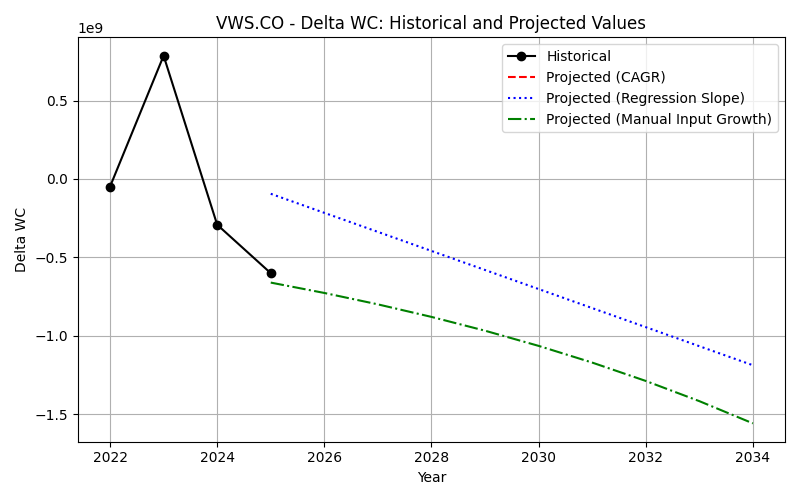 VWS.CO - Delta WC: Historical and Projected Values
1e9
Historical
Projected (CAGR)
Projected (Regression Slope)
Projected (Manual Input Growth)
0.5
0.0
−0.5
−1.0
−1.5
Delta WC
2022 2024 2026 2028 2030 2032 2034
Year